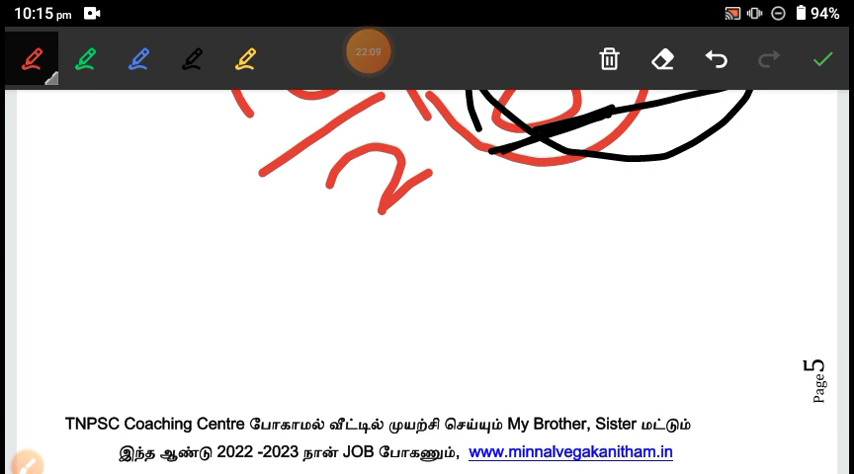 10:15 pm 94%
22:09
2
Page 5
TNPSC Coaching Centre போகாமல் வீட்டில் முயற்சி செய்யும் My Brother, Sister மட்டும்
இந்த ஆண்டு 2022 -2023 நான் JOB போகணும், www.minnalvegakanitham.in